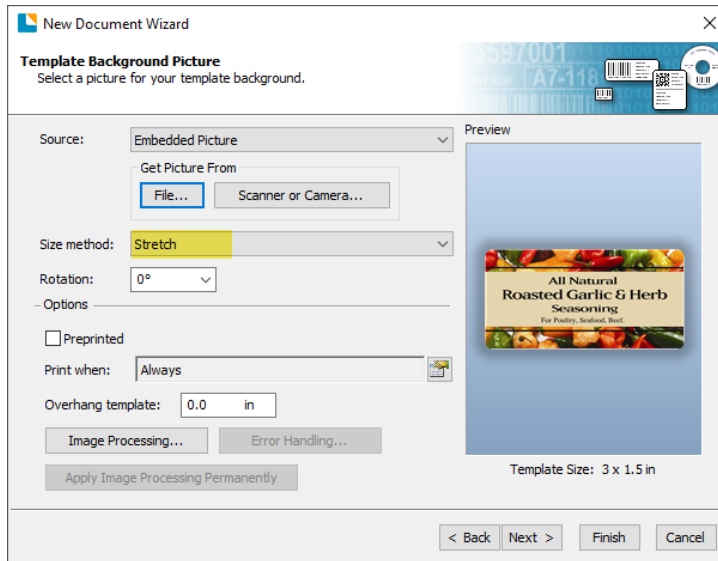 New Document Wizard
Template Background Picture
Select a picture for your template background.
3597001
A7-118
Source:
Embedded Picture
Get Picture From
File...
Scanner or Camera...
Size method:
Stretch
Rotation:
0°
Options
Preprinted
Print when:
Always
Overhang template:
0.0 in
Image Processing...
Error Handling...
Apply Image Processing Permanently
Preview
All Natural
Roasted Garlic & Herb
Seasoning
For Poultry, Seafood, Beef.
Template Size: 3 x 1.5 in
< Back
Next >
Finish
Cancel